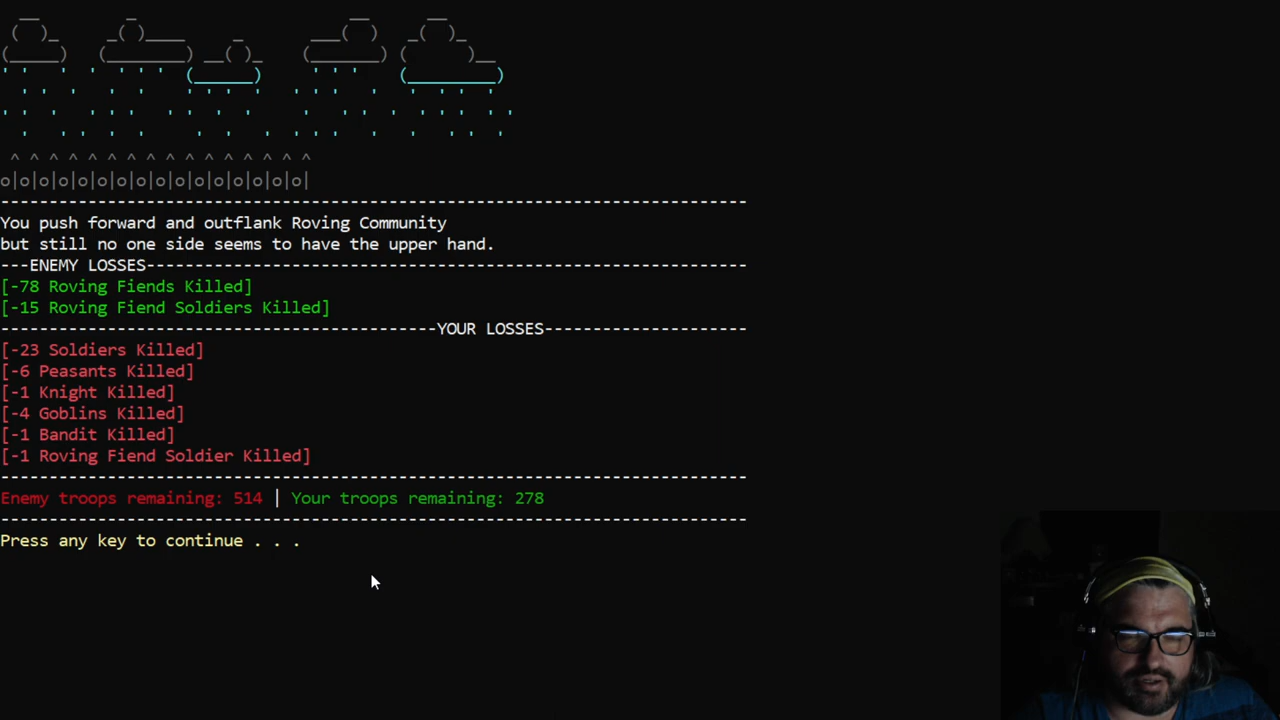 You push forward and outflank Roving Community
but still no one side seems to have the upper hand.
---ENEMY LOSSES--------------------------------------------------------------
[-78 Roving Fiends Killed]
[-15 Roving Fiend Soldiers Killed]
---------------------------------------------YOUR LOSSES---------------------
[-23 Soldiers Killed]
[-6 Peasants Killed]
[-1 Knight Killed]
[-4 Goblins Killed]
[-1 Bandit Killed]
[-1 Roving Fiend Soldier Killed]
Enemy troops remaining: 514 | Your troops remaining: 278
Press any key to continue . . .